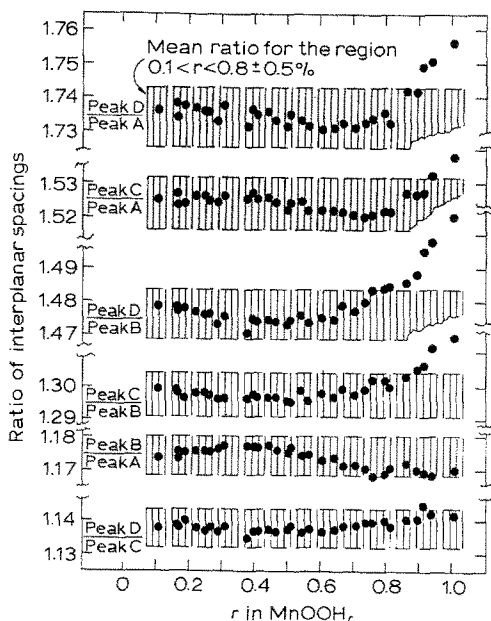 1.76
Mean ratio for the region
0.1<r<0.8±0.5%
1.75
1.74
1.73
Peak D
Peak A
1.53
1.52
Peak C
Peak A
1.49
1.48
1.47
Peak D
Peak B
1.30
1.29
Peak C
Peak B
1.18
1.17
Peak B
Peak A
1.14
1.13
Peak D
Peak C
Ratio of interplanar spacings
0 0.2 0.4 0.6 0.8 1.0
r in MnOOHr